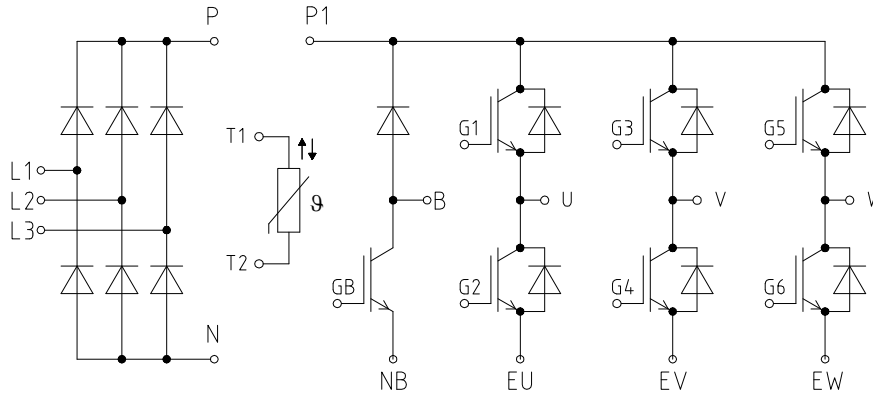 P P1
T1 G1 G3 G5
L1
L2 B U V W
L3 ϑ
T2 GB G2 G4 G6
N
NB EU EV EW